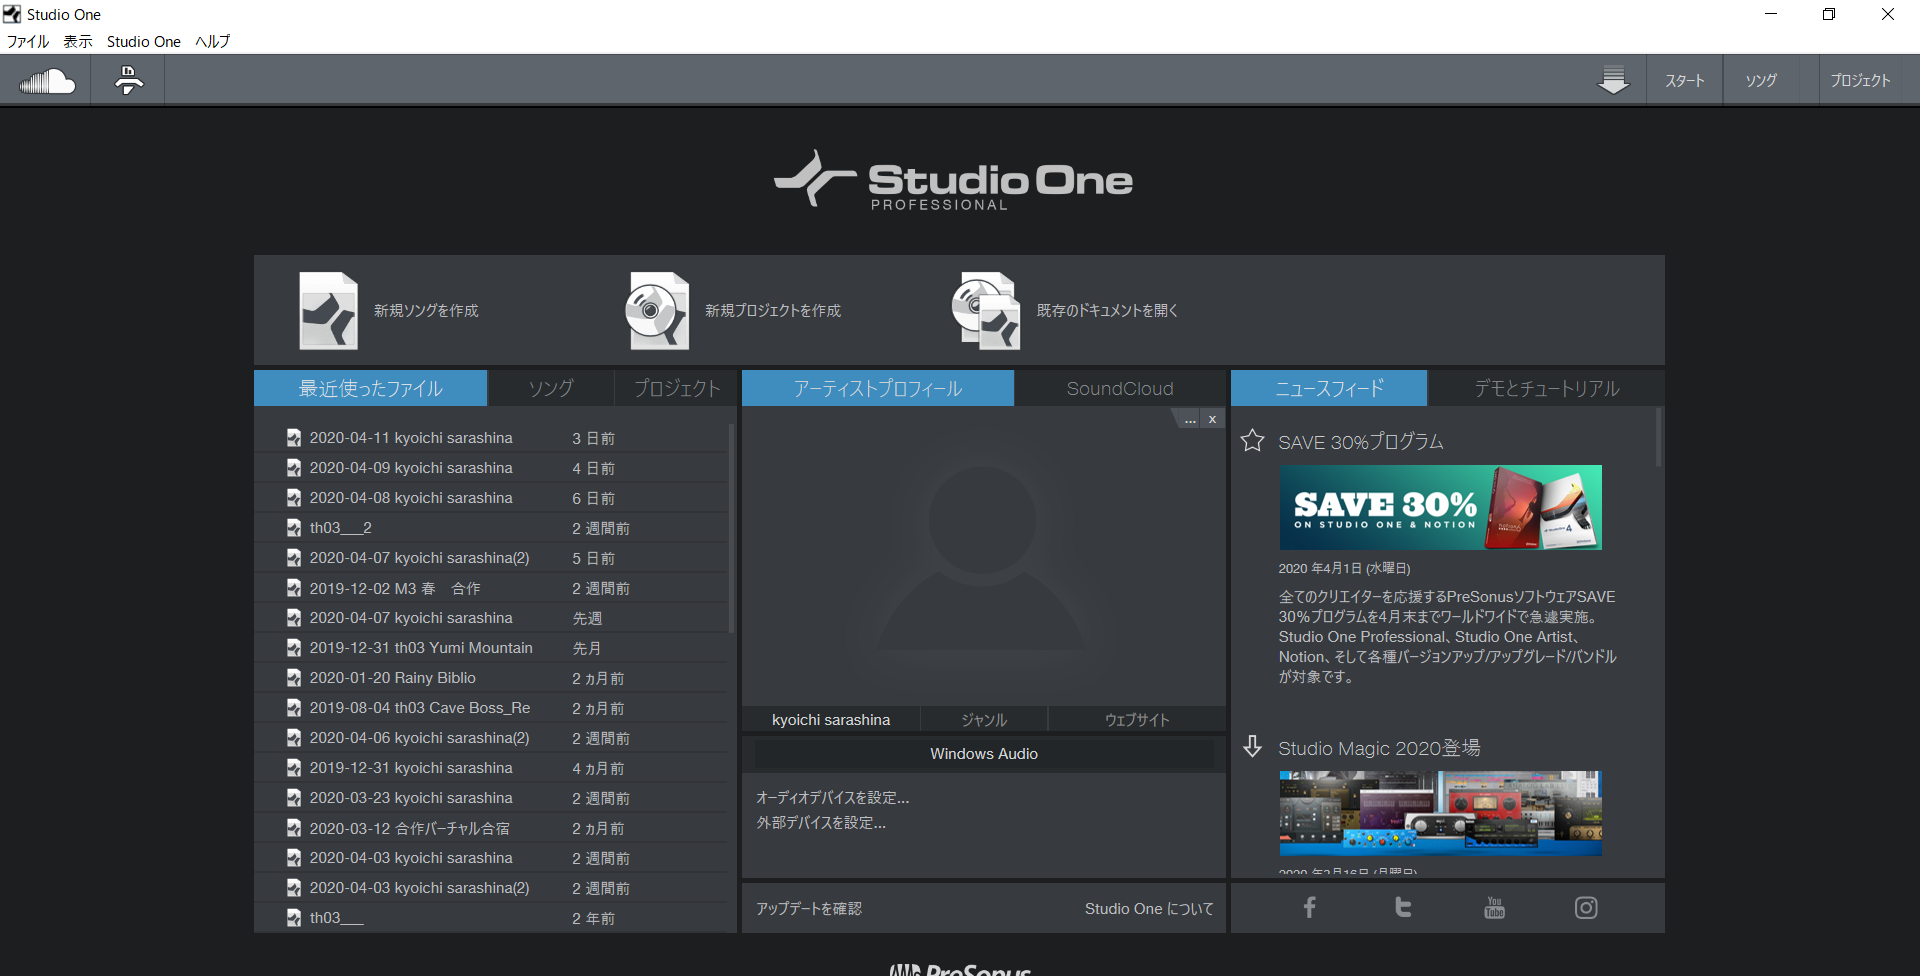 Studio One
ファイル 表示 Studio One ヘルプ
スタート ソング プロジェクト
Studio One
PROFESSIONAL
新規ソングを作成 新規プロジェクトを作成 既存のドキュメントを開く
最近使ったファイル ソング プロジェクト
2020-04-11 kyoichi sarashina 3 日前
2020-04-09 kyoichi sarashina 4 日前
2020-04-08 kyoichi sarashina 6 日前
th03___2 2 週間前
2020-04-07 kyoichi sarashina(2) 5 日前
2019-12-02 M3 春　合作 2 週間前
2020-04-07 kyoichi sarashina 先週
2019-12-31 th03 Yumi Mountain 先月
2020-01-20 Rainy Biblio 2 ヵ月前
2019-08-04 th03 Cave Boss_Re 2 ヵ月前
2020-04-06 kyoichi sarashina(2) 2 週間前
2019-12-31 kyoichi sarashina 4 ヵ月前
2020-03-23 kyoichi sarashina 2 週間前
2020-03-12 合作バーチャル合宿 2 ヵ月前
2020-04-03 kyoichi sarashina 2 週間前
2020-04-03 kyoichi sarashina(2) 2 週間前
th03___ 2 年前
アーティストプロフィール SoundCloud
... x
kyoichi sarashina ジャンル ウェブサイト
Windows Audio
オーディオデバイスを設定...
外部デバイスを設定...
アップデートを確認 Studio One について
ニュースフィード デモとチュートリアル
SAVE 30%プログラム
SAVE 30%
ON STUDIO ONE & NOTION
2020 年4月1日 (水曜日)
全てのクリエイターを応援するPreSonusソフトウェアSAVE
30%プログラムを4月末までワールドワイドで急遽実施。
Studio One Professional、Studio One Artist、
Notion、そして各種バージョンアップ/アップグレード/バンドル
が対象です。
Studio Magic 2020登場
2020 年3月16日 (月曜日)
You
Tube
PreSonus